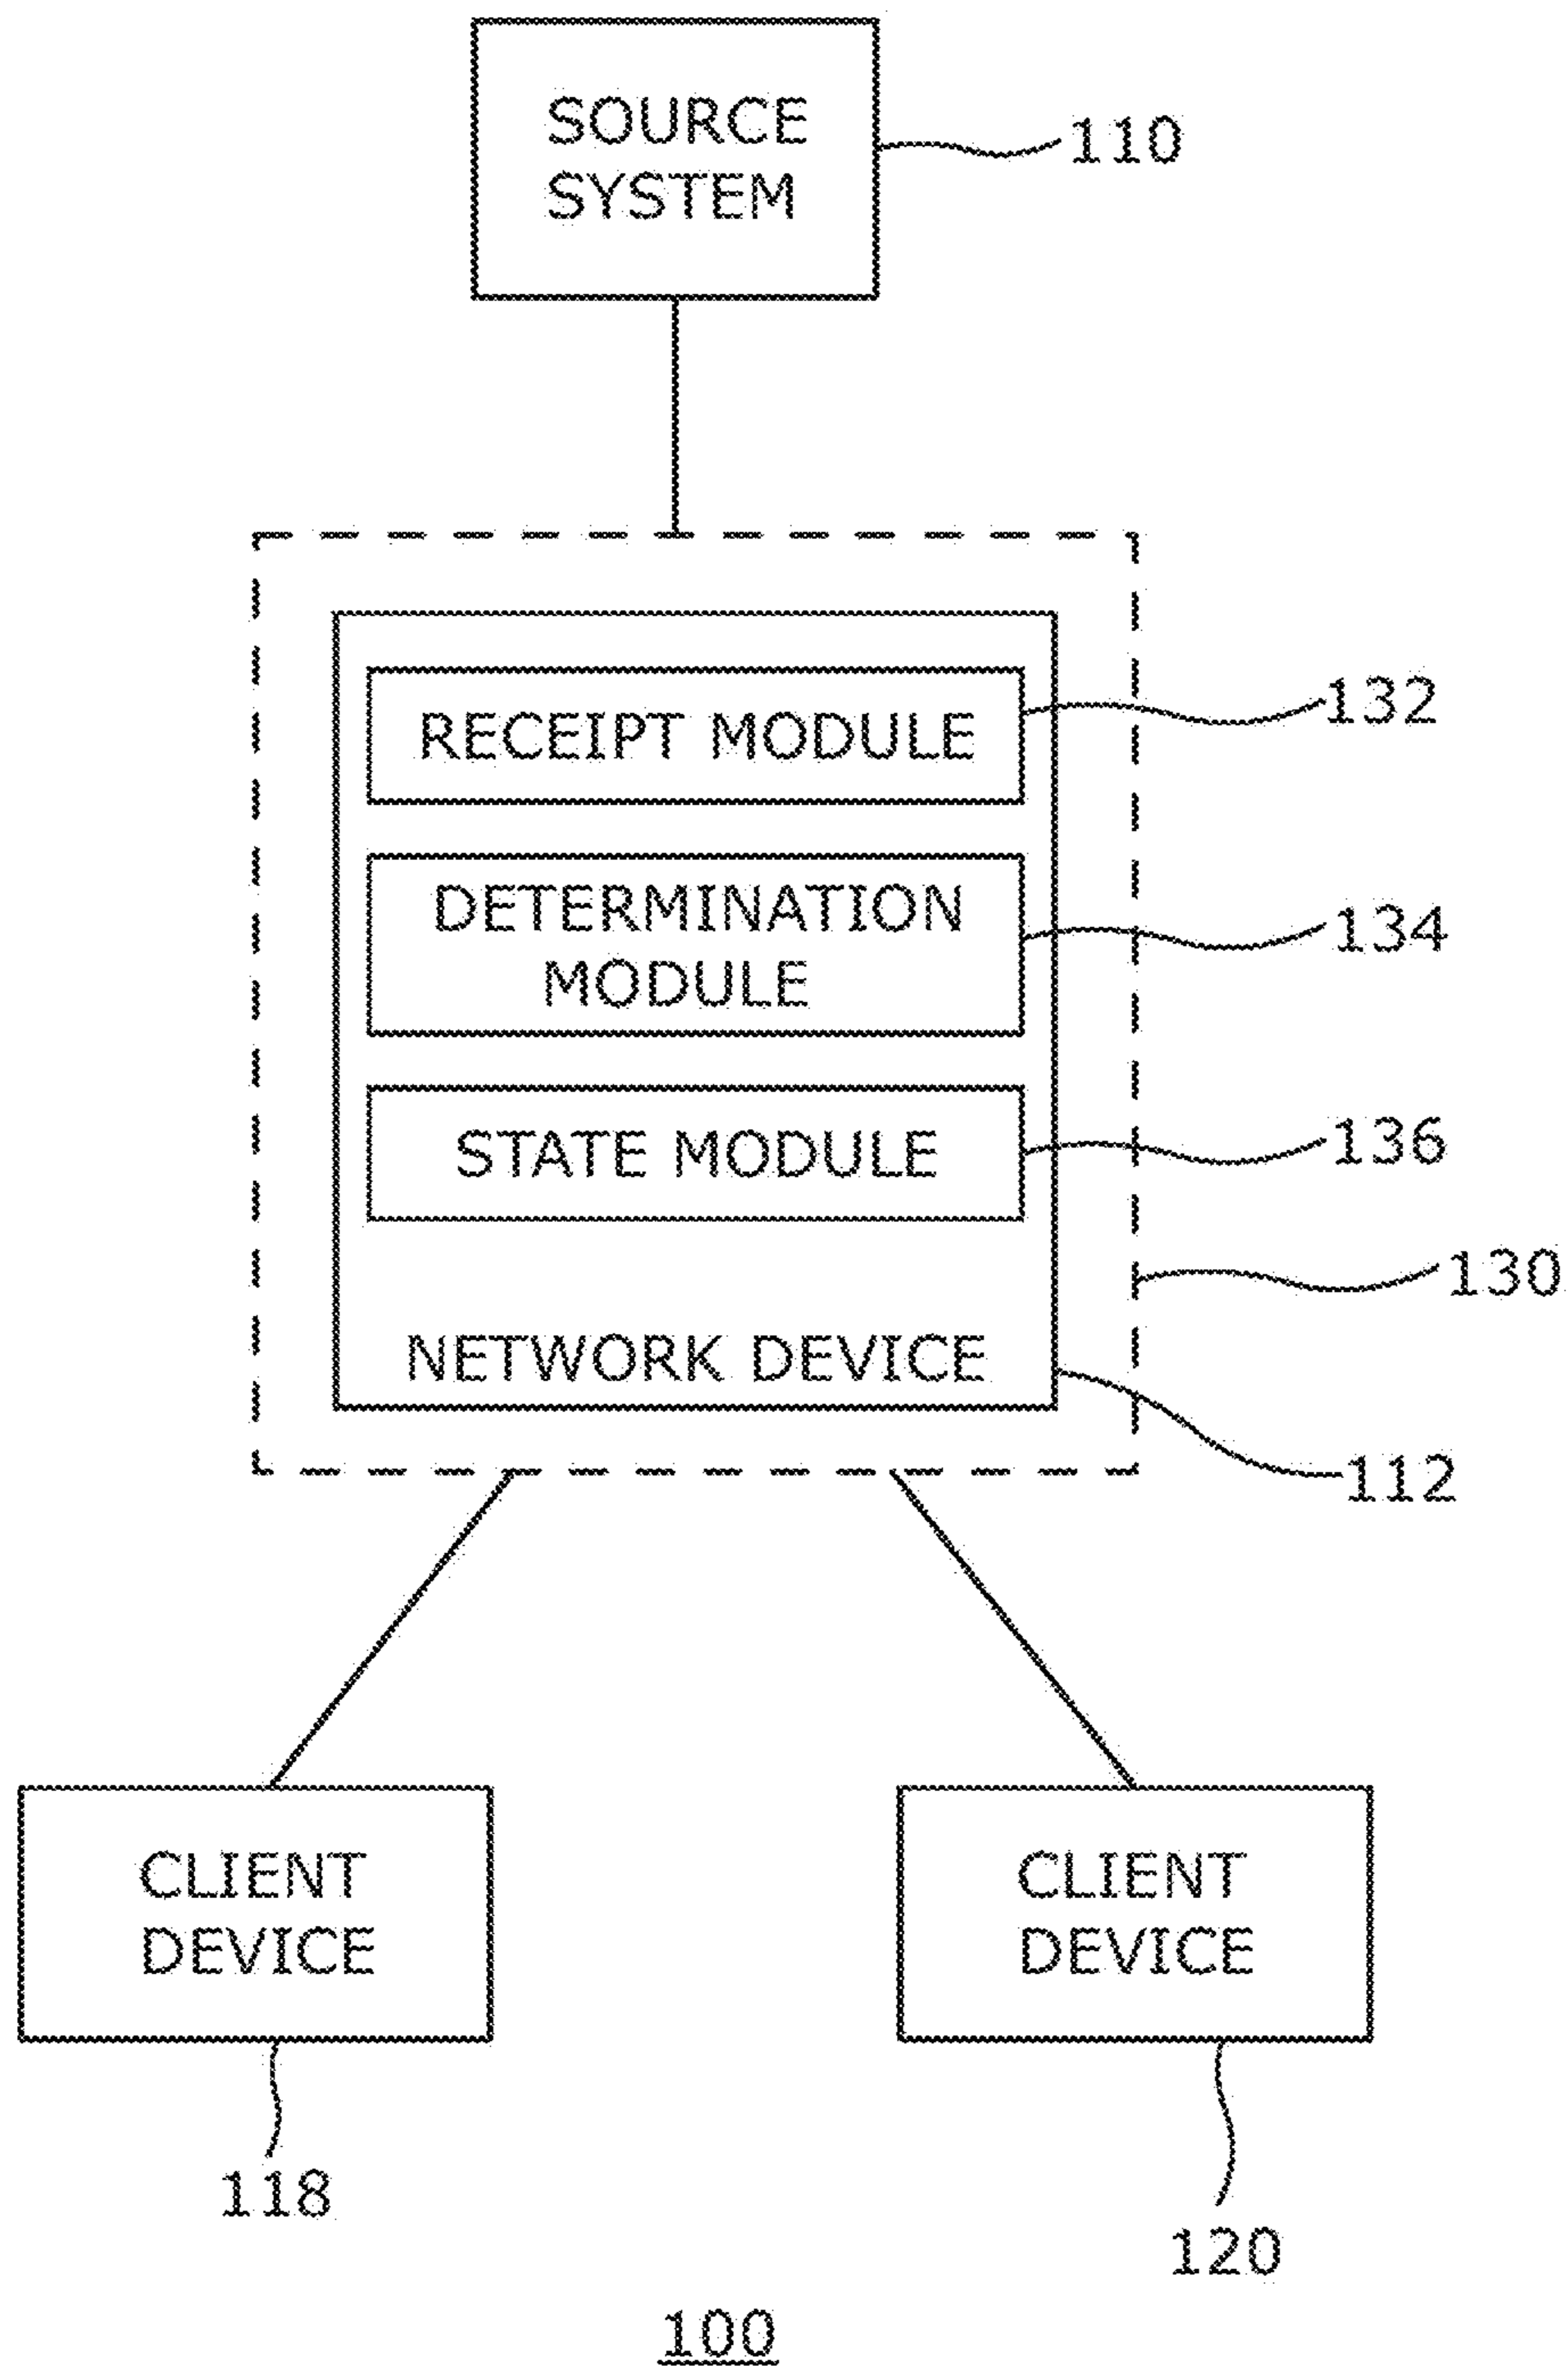 SOURCE
SYSTEM
110
RECEIPT MODULE
132
DETERMINATION
MODULE
134
STATE MODULE
136
130
NETWORK DEVICE
112
CLIENT
DEVICE
CLIENT
DEVICE
118
120
100